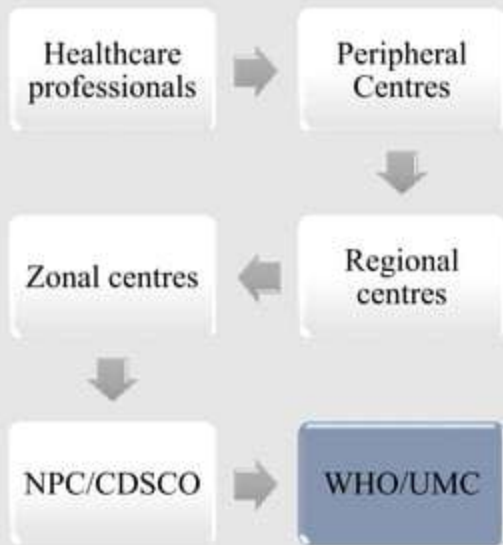 Healthcare
professionals
Peripheral
Centres
Regional
centres
Zonal centres
NPC/CDSCO
WHO/UMC